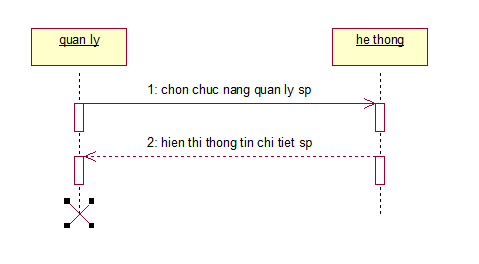 quan ly
he thong
1: chon chuc nang quan ly sp
2: hien thi thong tin chi tiet sp